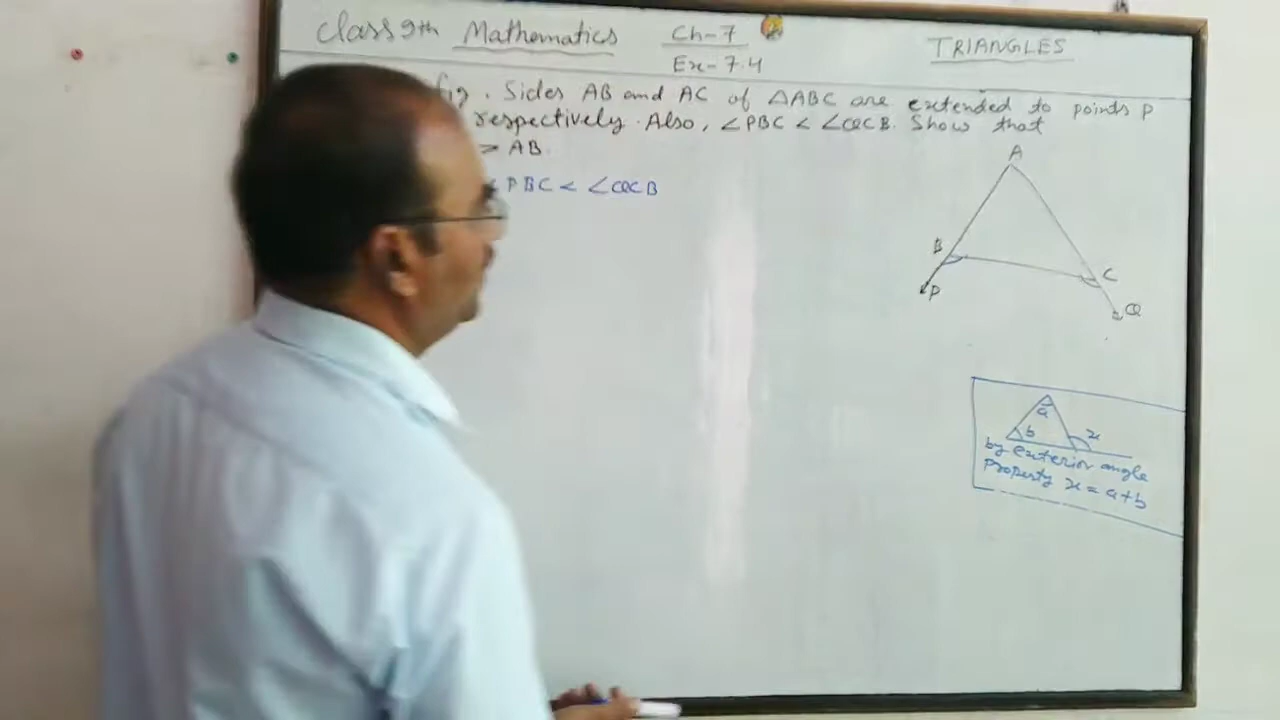 Class 9th Mathematics Ch-7 TRIANGLES
Ex-7.4
fig. Sides AB and AC of △ABC are extended to points P
respectively. Also, ∠PBC < ∠QCB. Show that
> AB.
PBC < ∠QCB
A
B
C
P
Q
a
b
x
by exterior angle
property x = a+b